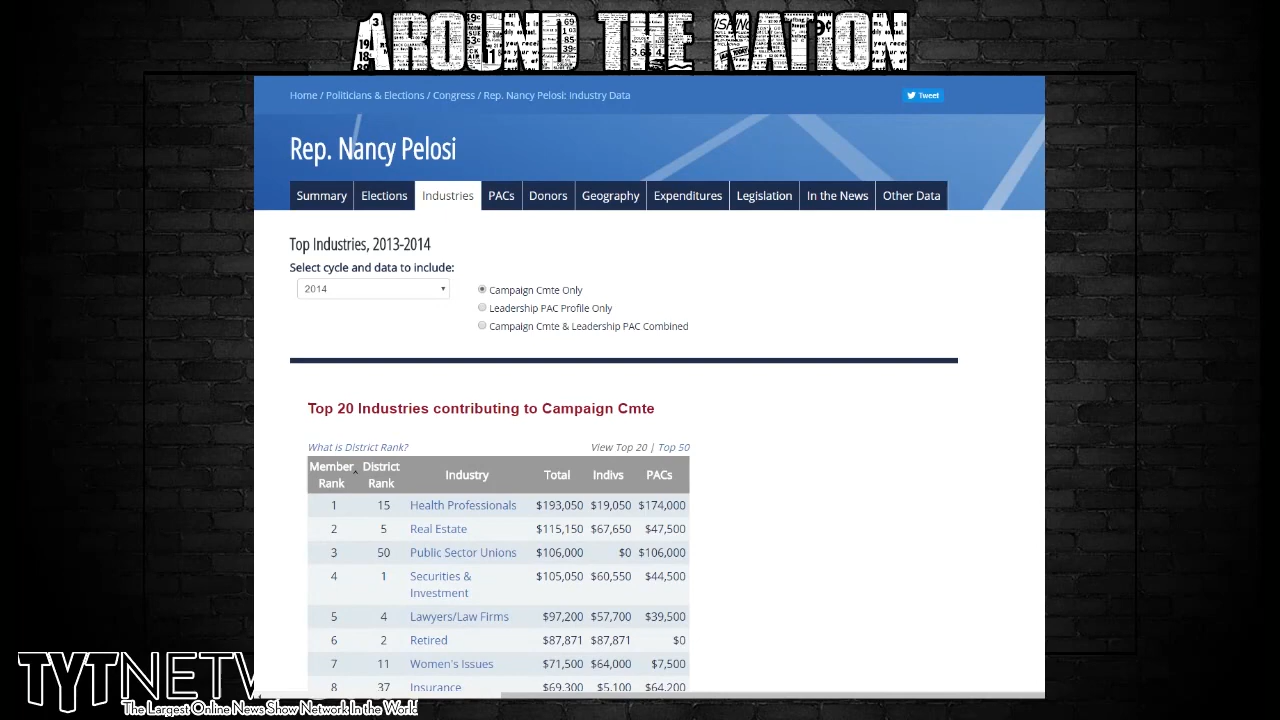 AROUND THE NATION
Home / Politicians & Elections / Congress / Rep. Nancy Pelosi: Industry Data
Tweet
Rep. Nancy Pelosi
Summary Elections Industries PACs Donors Geography Expenditures Legislation In the News Other Data
Top Industries, 2013-2014
Select cycle and data to include:
2014
Campaign Cmte Only
Leadership PAC Profile Only
Campaign Cmte & Leadership PAC Combined
Top 20 Industries contributing to Campaign Cmte
What is District Rank? View Top 20 | Top 50
Member Rank District Rank Industry Total Indivs PACs
1 15 Health Professionals $193,050 $19,050 $174,000
2 5 Real Estate $115,150 $67,650 $47,500
3 50 Public Sector Unions $106,000 $0 $106,000
4 1 Securities & Investment $105,050 $60,550 $44,500
5 4 Lawyers/Law Firms $97,200 $57,700 $39,500
6 2 Retired $87,871 $87,871 $0
7 11 Women's Issues $71,500 $64,000 $7,500
8 37 Insurance $69,300 $5,100 $64,200
TYTNETW
The Largest Online News Show Network In the World